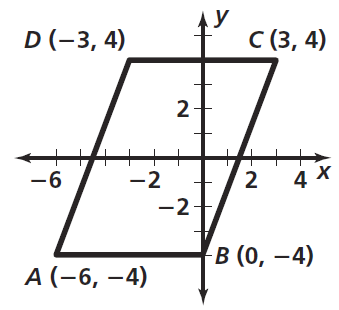 y
D (−3, 4)
C (3, 4)
2
−6
−2
2
4
x
−2
B (0, −4)
A (−6, −4)